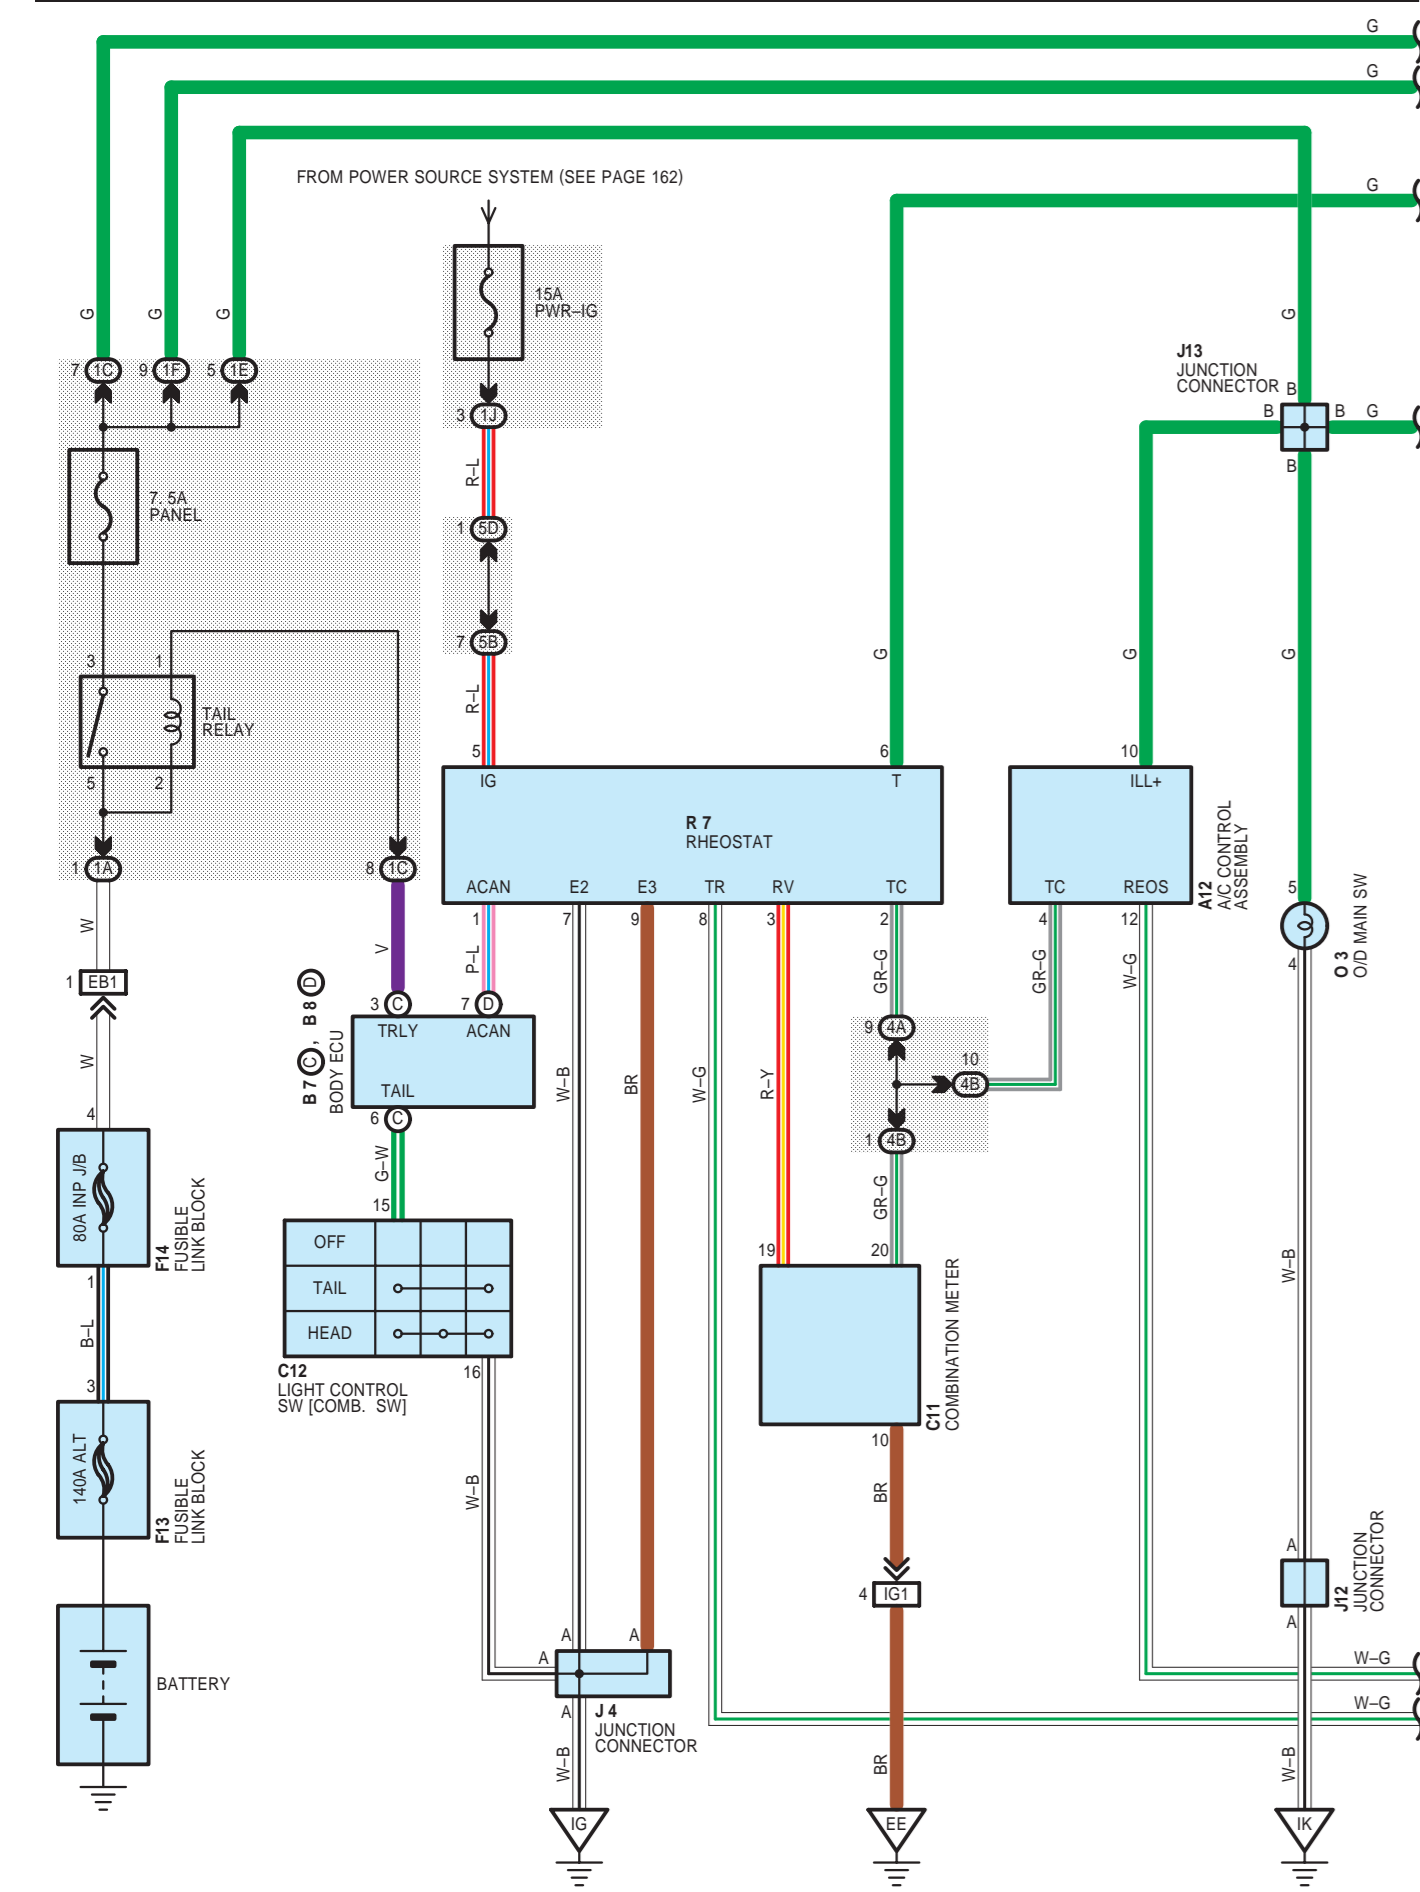 G
G
FROM POWER SOURCE SYSTEM (SEE PAGE 162)
G
15A
PWR–IG
G
G
G
G
7 1C
9 1F
5 1E
J13
JUNCTION
CONNECTOR
B
B
B
G
B
3 1J
R–L
7. 5A
PANEL
1 5D
7 5B
3
1
TAIL
RELAY
5
2
R–L
G
G
G
5
6
10
1 1A
8 1C
IG
T
R 7
RHEOSTAT
ACAN
E2
E3
TR
RV
TC
ILL+
TC
REOS
A12
A/C CONTROL
ASSEMBLY
5
4
O 3
O/D MAIN SW
W
V
1
P–L
7
9
8
3
2
GR–G
4
GR–G
12
W–G
1 EB1
W
3 C
7 D
TRLY
ACAN
TAIL
B 7 C , B 8 D
BODY ECU
6 C
9 4A
10
4B
1 4B
W–B
BR
W–G
R–Y
G–W
GR–G
4
80A INP J/B
F14
FUSIBLE
LINK BLOCK
1
B–L
3
140A ALT
F13
FUSIBLE
LINK BLOCK
15
OFF
TAIL
HEAD
16
C12
LIGHT CONTROL
SW [COMB. SW]
19
20
C11
COMBINATION METER
10
W–B
W–B
BR
4 IG1
A
A
J12
JUNCTION
CONNECTOR
BATTERY
A
A
A
A
J 4
JUNCTION
CONNECTOR
W–G
W–G
W–B
BR
W–B
IG
EE
IK